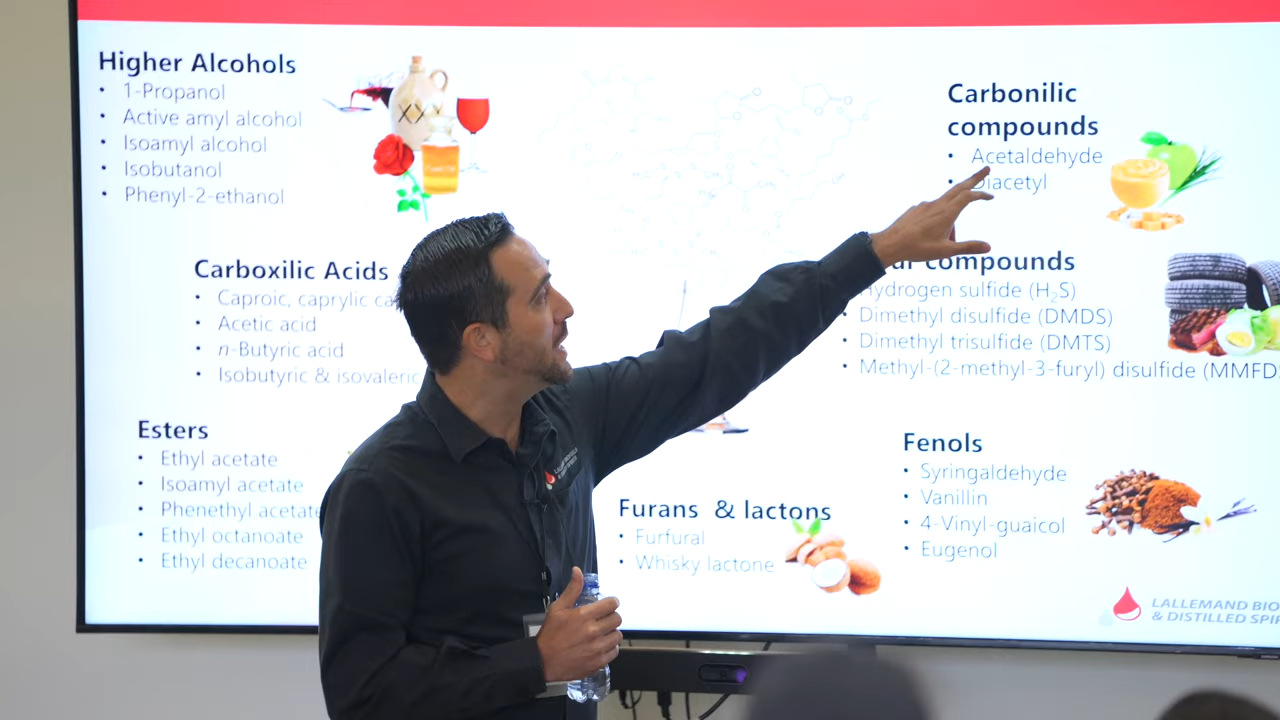 Higher Alcohols
• 1-Propanol
• Active amyl alcohol
• Isoamyl alcohol
• Isobutanol
• Phenyl-2-ethanol
XXX
Carbonilic
compounds
• Acetaldehyde
• Diacetyl
Carboxilic Acids
• Caproic, caprylic
• Acetic acid
• n-Butyric acid
• Isobutyric & isovaleric
compounds
Hydrogen sulfide (H₂S)
• Dimethyl disulfide (DMDS)
• Dimethyl trisulfide (DMTS)
• Methyl-(2-methyl-3-furyl) disulfide (MMFDS
Esters
• Ethyl acetate
• Isoamyl acetate
• Phenethyl acetate
• Ethyl octanoate
• Ethyl decanoate
Furans & lactons
• Furfural
• Whisky lactone
Fenols
• Syringaldehyde
• Vanillin
• 4-Vinyl-guaicol
• Eugenol
LALLEMAND BIO
& DISTILLED SPIR